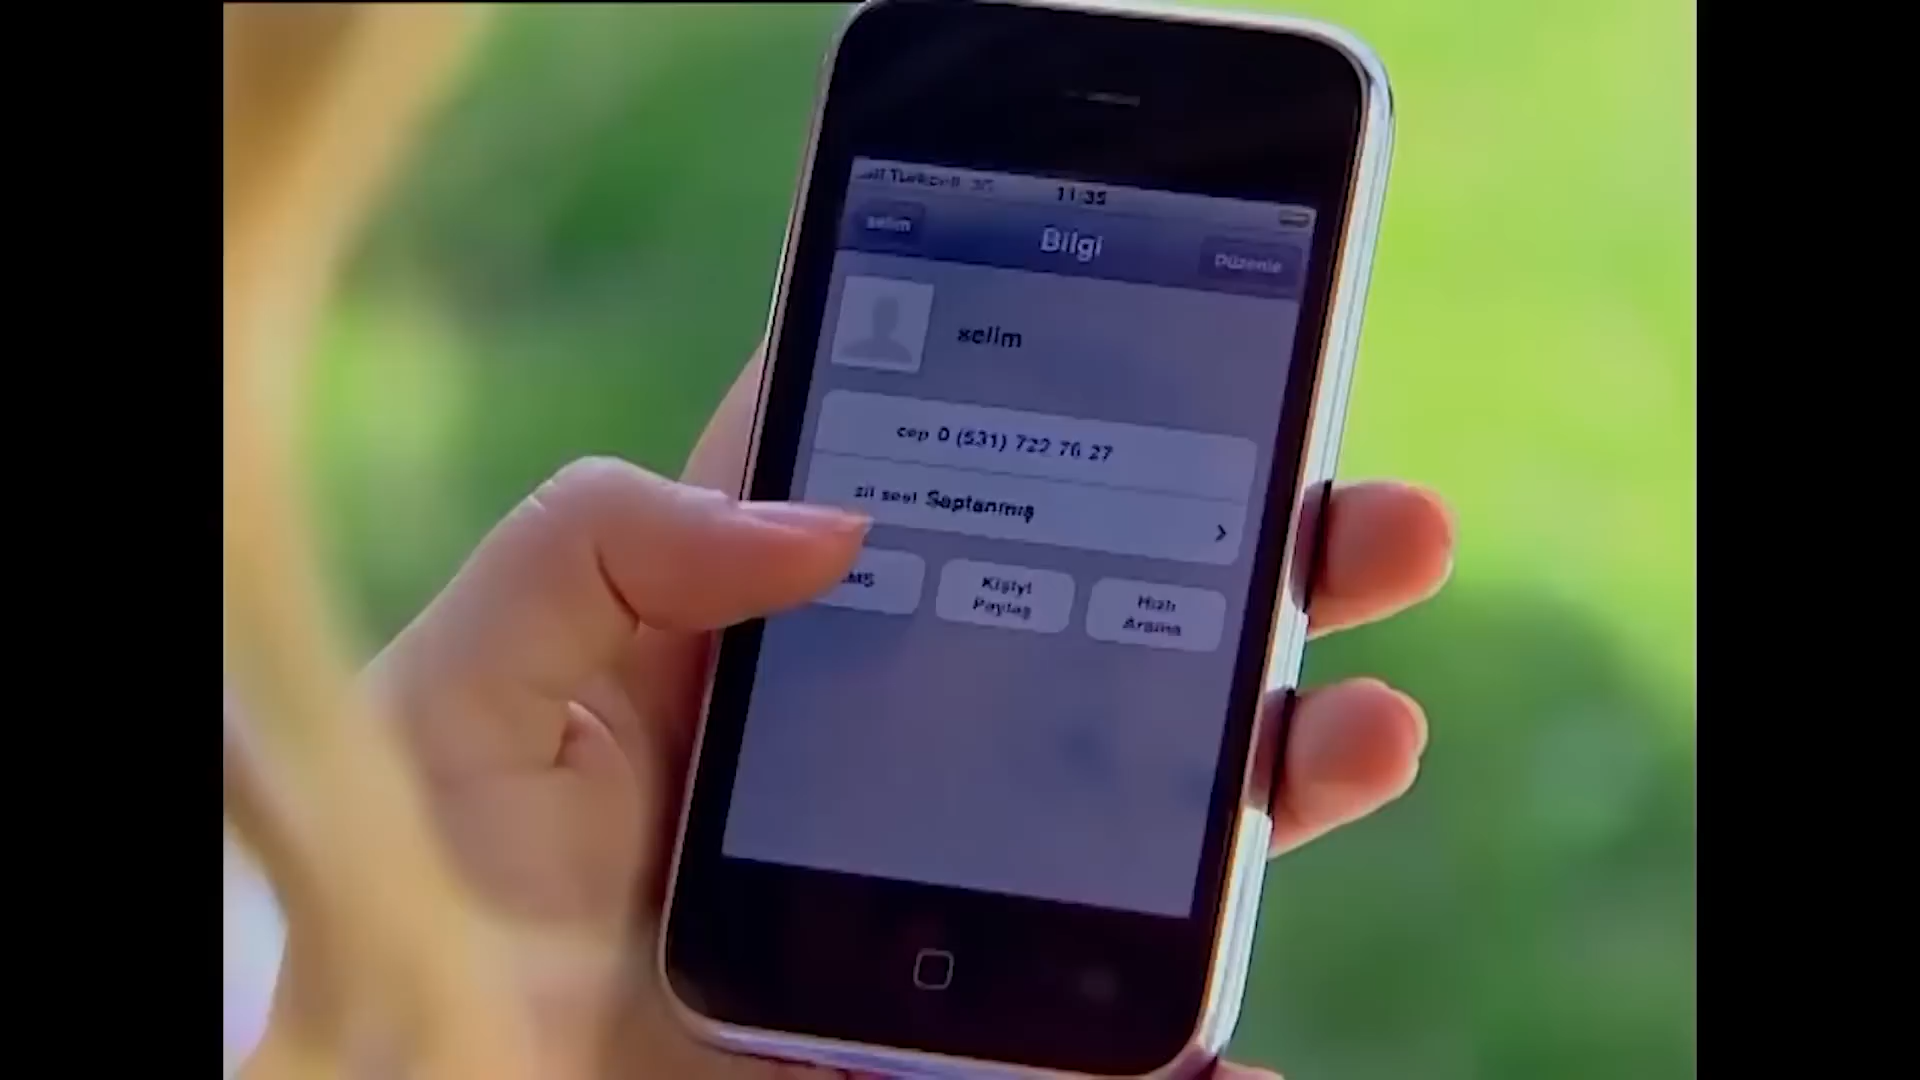 Turkcell 3G 11:35
selim Bilgi Düzenle
selim
cep 0 (531) 722 76 27
zil sesi Saptanmış
Kişiyi
Paylaş
Hızlı
Arama